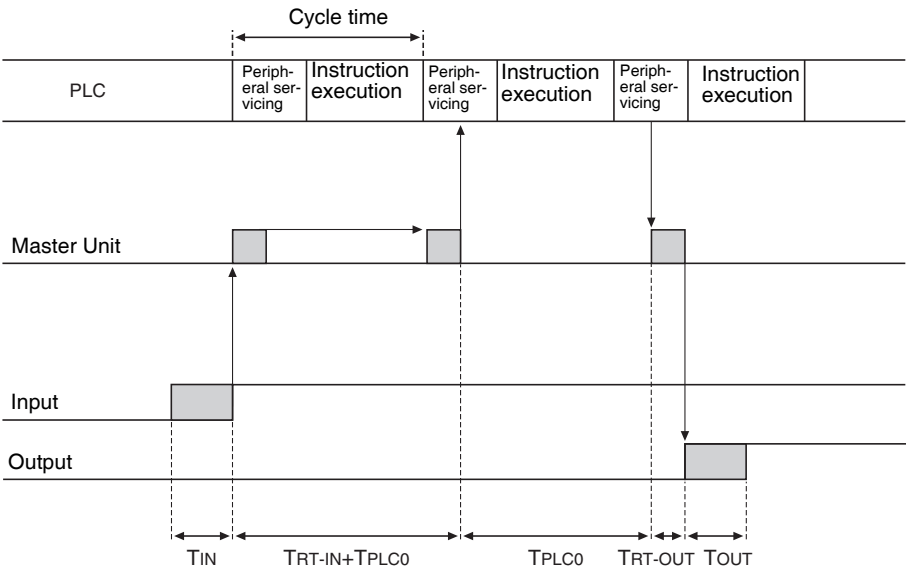 Cycle time
PLC
Periph-
eral ser-
vicing
Instruction
execution
Periph-
eral ser-
vicing
Instruction
execution
Periph-
eral ser-
vicing
Instruction
execution
Master Unit
Input
Output
TIN
TRT-IN+TPLC0
TPLC0
TRT-OUT
TOUT